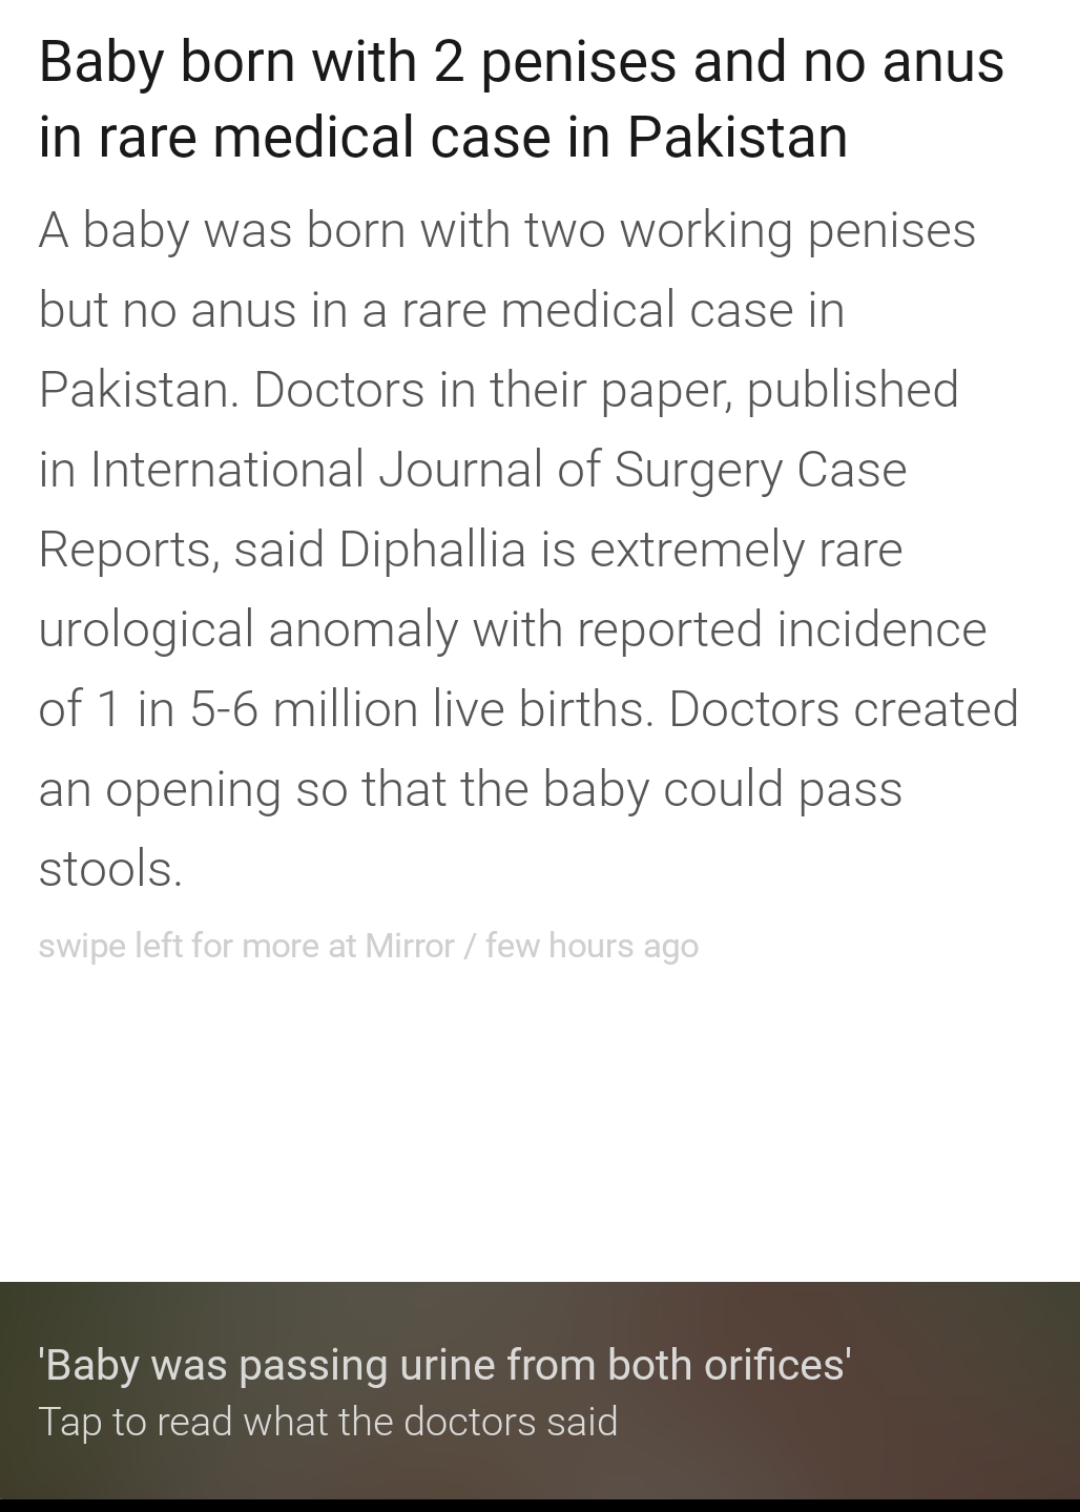 Baby born with 2 penises and no anus
in rare medical case in Pakistan
A baby was born with two working penises
but no anus in a rare medical case in
Pakistan. Doctors in their paper, published
in International Journal of Surgery Case
Reports, said Diphallia is extremely rare
urological anomaly with reported incidence
of 1 in 5-6 million live births. Doctors created
an opening so that the baby could pass
stools.
swipe left for more at Mirror / few hours ago
'Baby was passing urine from both orifices'
Tap to read what the doctors said